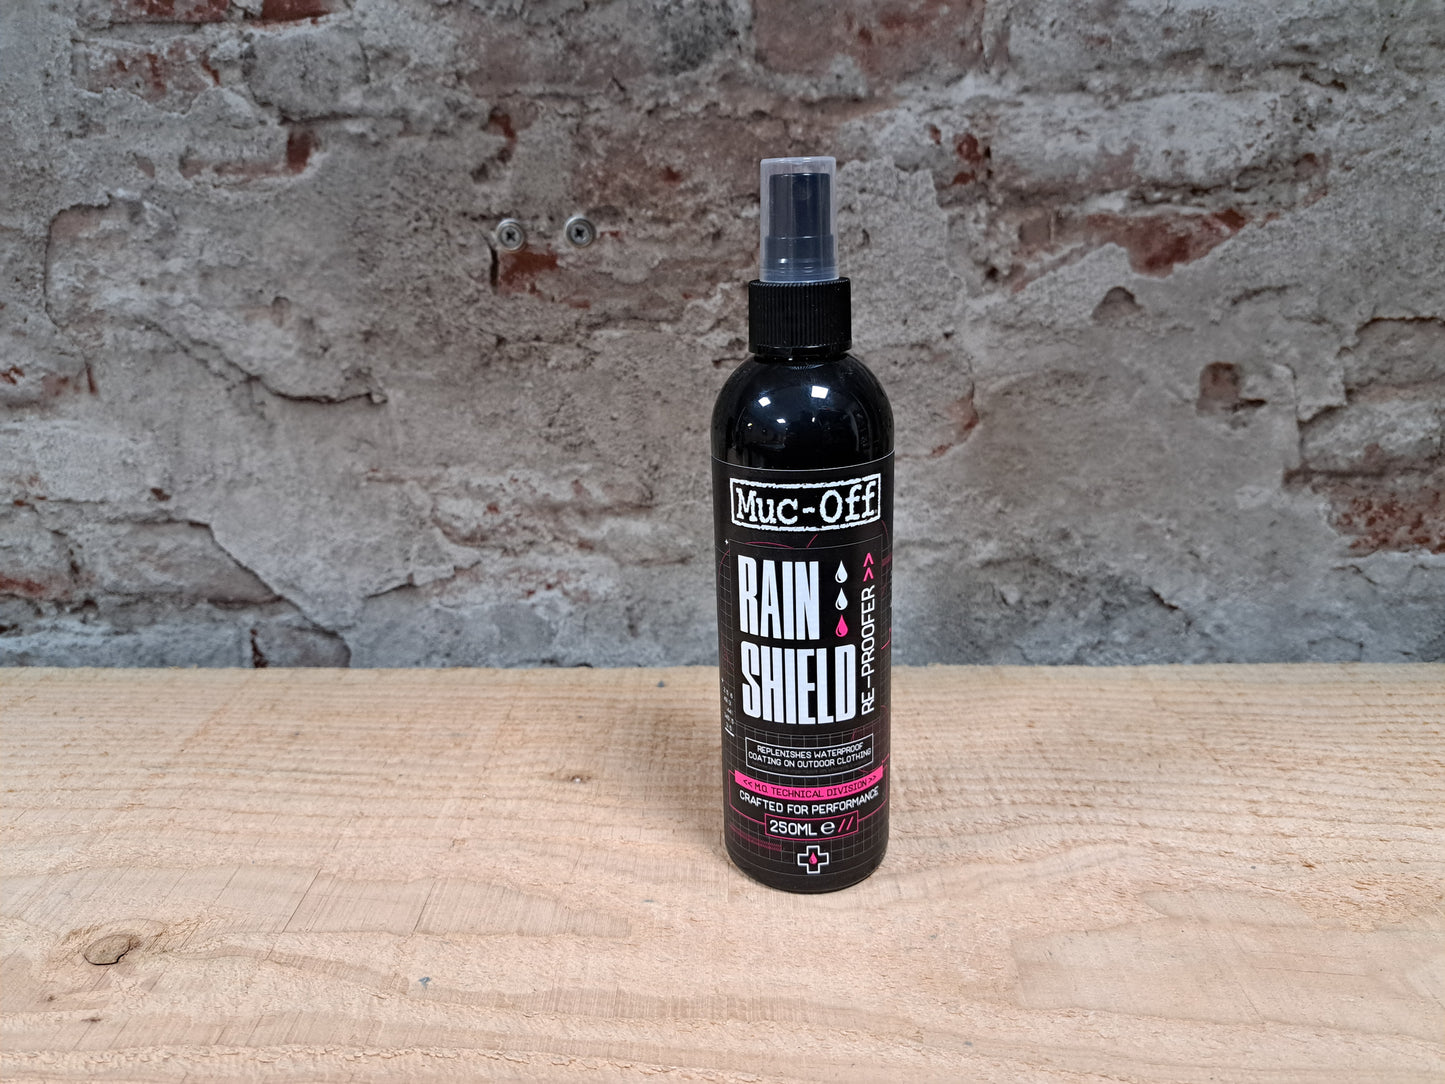 Muc-Off
RAIN
SHIELD
RE-PROOFER >>
REPLENISHES WATERPROOF
COATING ON OUTDOOR CLOTHING
<< M.O. TECHNICAL DIVISION >>
CRAFTED FOR PERFORMANCE
250ML ℮ //